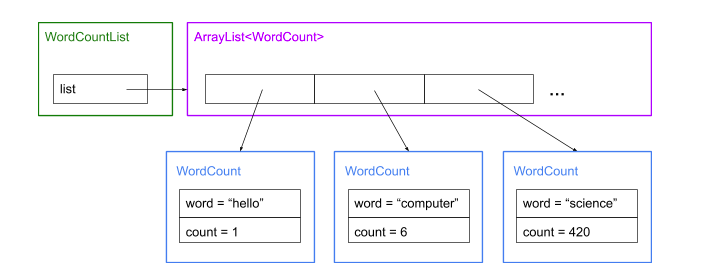 WordCountList
ArrayList<WordCount>
list
...
WordCount
WordCount
WordCount
word = “hello”
word = “computer”
word = “science”
count = 1
count = 6
count = 420